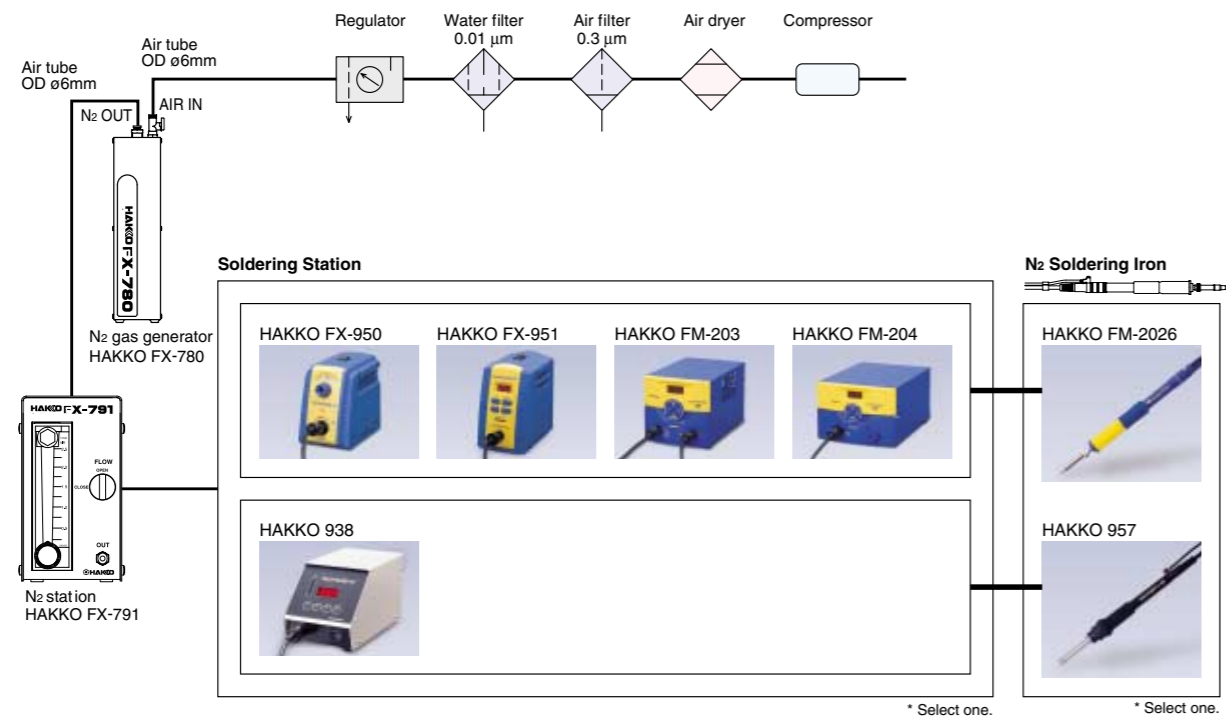 Regulator
Water filter
0.01 μm
Air filter
0.3 μm
Air dryer
Compressor
Air tube
OD ø6mm
Air tube
OD ø6mm
N2 OUT
AIR IN
HAKKO FX-780
N2 gas generator
HAKKO FX-780
Soldering Station
N2 Soldering Iron
HAKKO FX-950
HAKKO FX-951
HAKKO FM-203
HAKKO FM-204
HAKKO FM-2026
HAKKO FX-791
FLOW
OPEN
CLOSE
OUT
HAKKO
N2 station
HAKKO FX-791
HAKKO 938
HAKKO 957
* Select one.
* Select one.